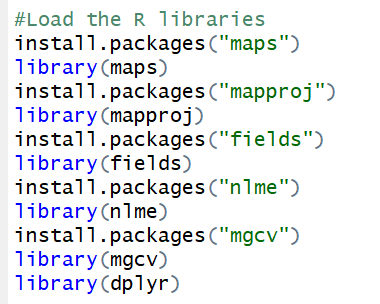 #Load the R libraries
install.packages("maps")
library(maps)
install.packages("mapproj")
library(mapproj)
install.packages("fields")
library(fields)
install.packages("nlme")
library(nlme)
install.packages("mgcv")
library(mgcv)
library(dplyr)